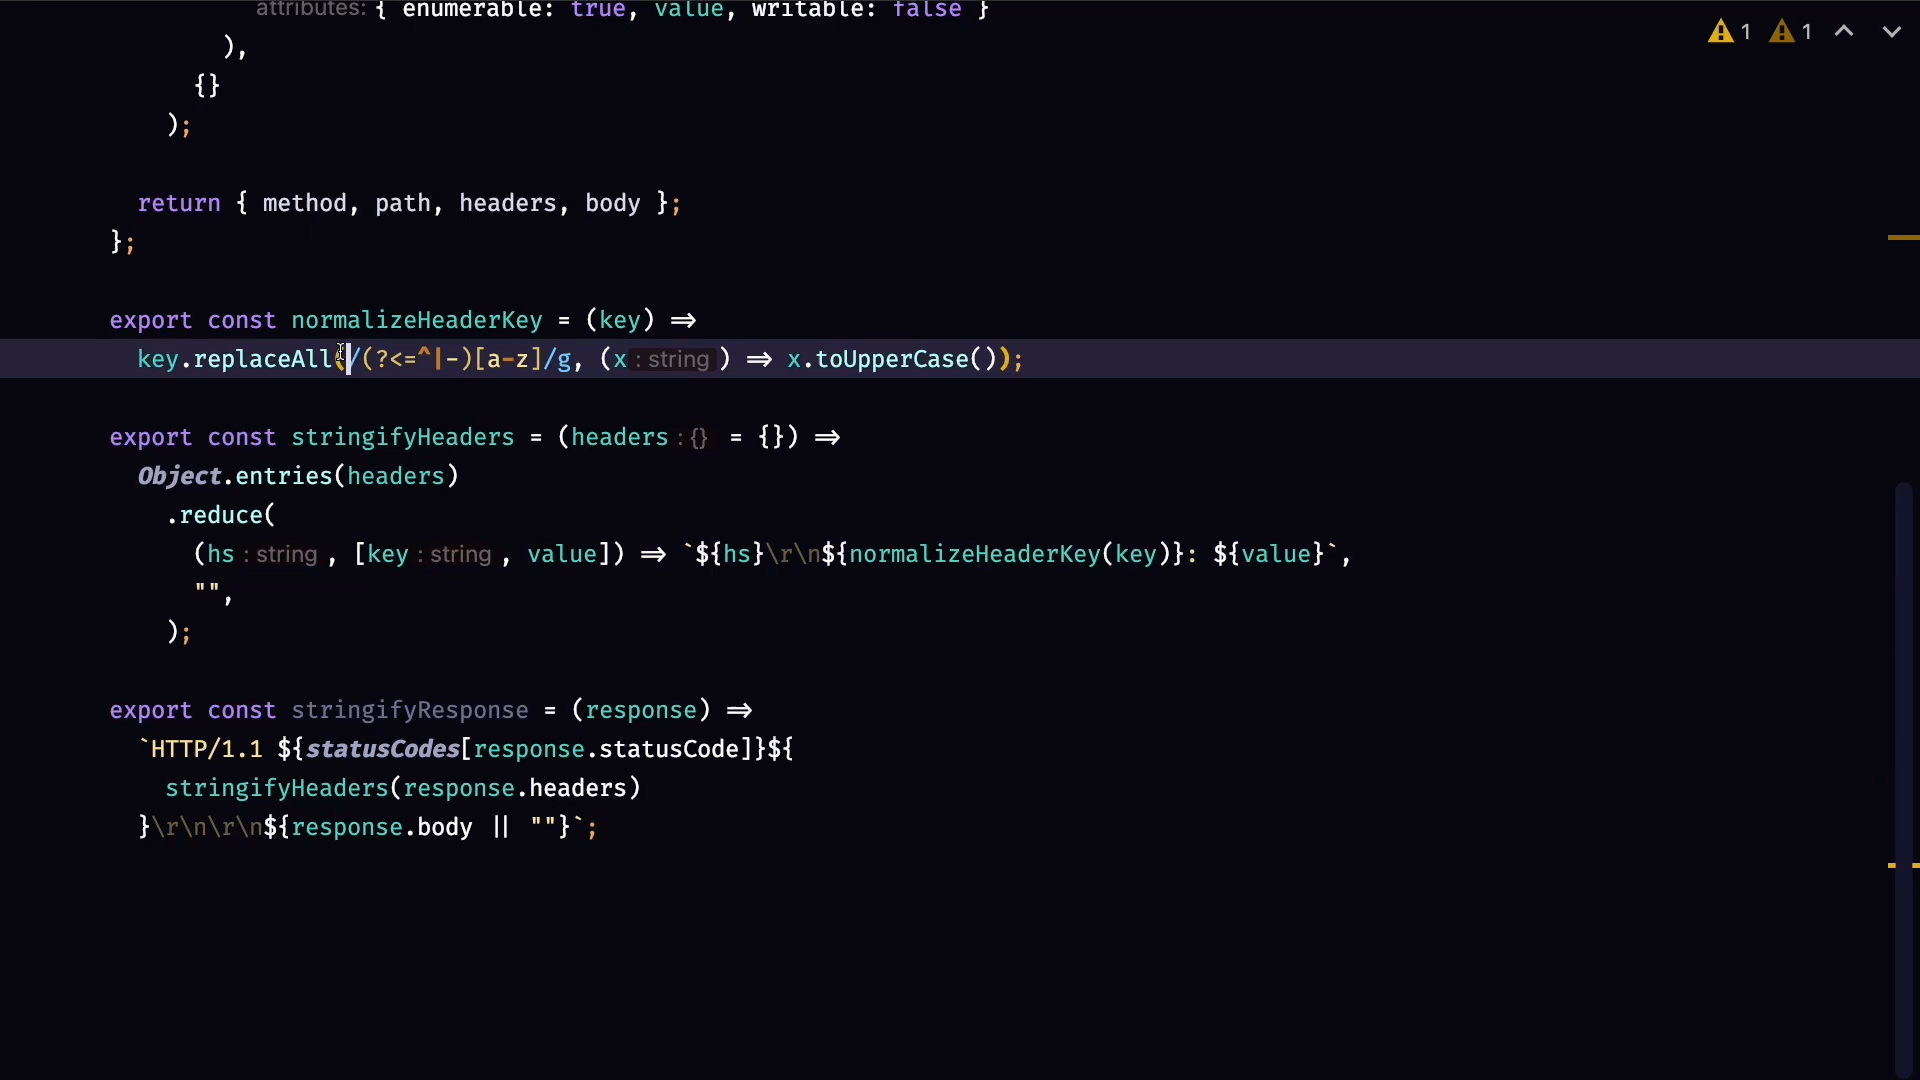 attributes: { enumerable: true, value, writable: false }
1 1
),
{}
);
return { method, path, headers, body };
};
export const normalizeHeaderKey = (key) =>
key.replaceAll(/(?<=^|-)[a-z]/g, (x : string ) => x.toUpperCase());
export const stringifyHeaders = (headers : {} = {}) =>
Object.entries(headers)
.reduce(
(hs : string , [key : string , value]) => `${hs}\r\n${normalizeHeaderKey(key)}: ${value}`,
"",
);
export const stringifyResponse = (response) =>
`HTTP/1.1 ${statusCodes[response.statusCode]}${
stringifyHeaders(response.headers)
}\r\n\r\n${response.body || ""}`;